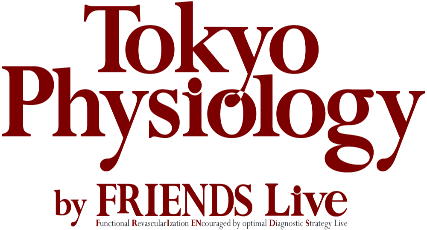 Tokyo
Physiology
by FRIENDS Live
Functional RevascularIzation ENcouraged by optimal Diagnostic Strategy Live